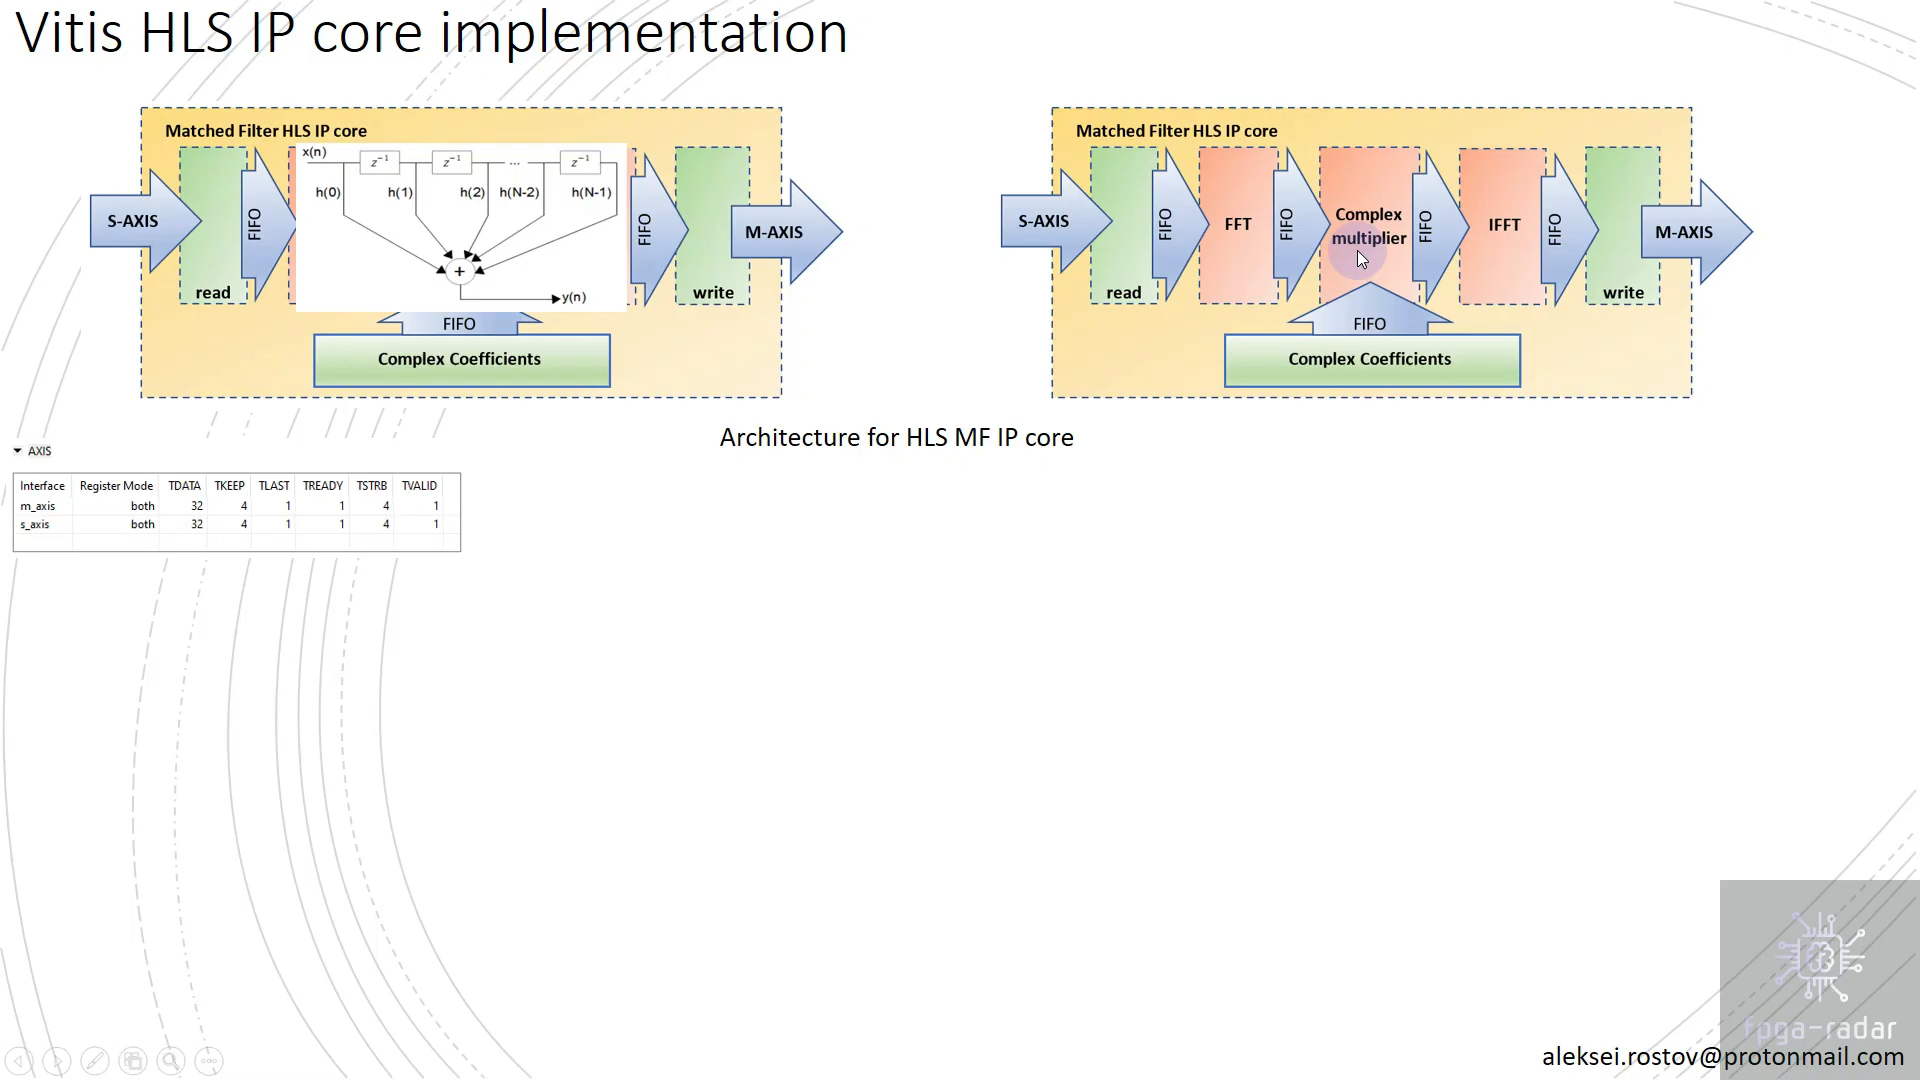 Vitis HLS IP core implementation
Matched Filter HLS IP core
x(n)
z⁻¹
z⁻¹
...
z⁻¹
h(0)
h(1)
h(2)
h(N-2)
h(N-1)
+
y(n)
S-AXIS
FIFO
read
FIFO
write
M-AXIS
FIFO
Complex Coefficients
Matched Filter HLS IP core
S-AXIS
read
FIFO
FFT
FIFO
Complex
multiplier
FIFO
IFFT
FIFO
write
M-AXIS
FIFO
Complex Coefficients
Architecture for HLS MF IP core
AXIS
Interface Register Mode TDATA TKEEP TLAST TREADY TSTRB TVALID
m_axis both 32 4 1 1 4 1
s_axis both 32 4 1 1 4 1
fpga-radar
aleksei.rostov@protonmail.com